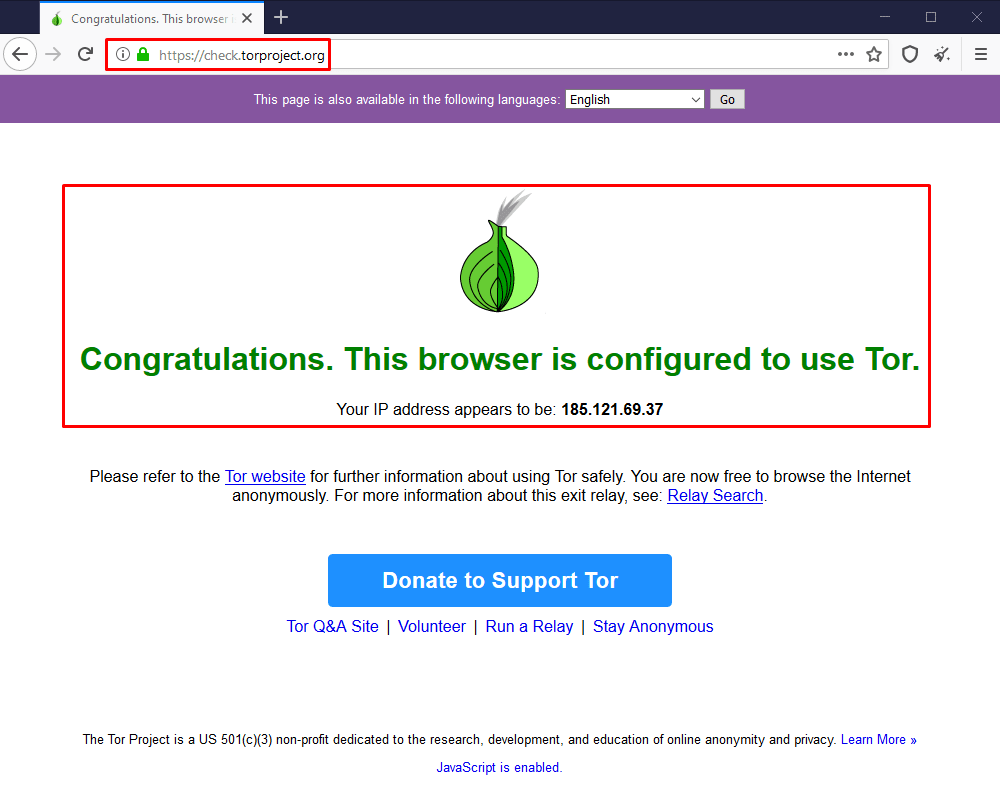 Congratulations. This browser i
https://check.torproject.org
This page is also available in the following languages: English Go
Congratulations. This browser is configured to use Tor.
Your IP address appears to be: 185.121.69.37
Please refer to the Tor website for further information about using Tor safely. You are now free to browse the Internet
anonymously. For more information about this exit relay, see: Relay Search.
Donate to Support Tor
Tor Q&A Site | Volunteer | Run a Relay | Stay Anonymous
The Tor Project is a US 501(c)(3) non-profit dedicated to the research, development, and education of online anonymity and privacy. Learn More »
JavaScript is enabled.